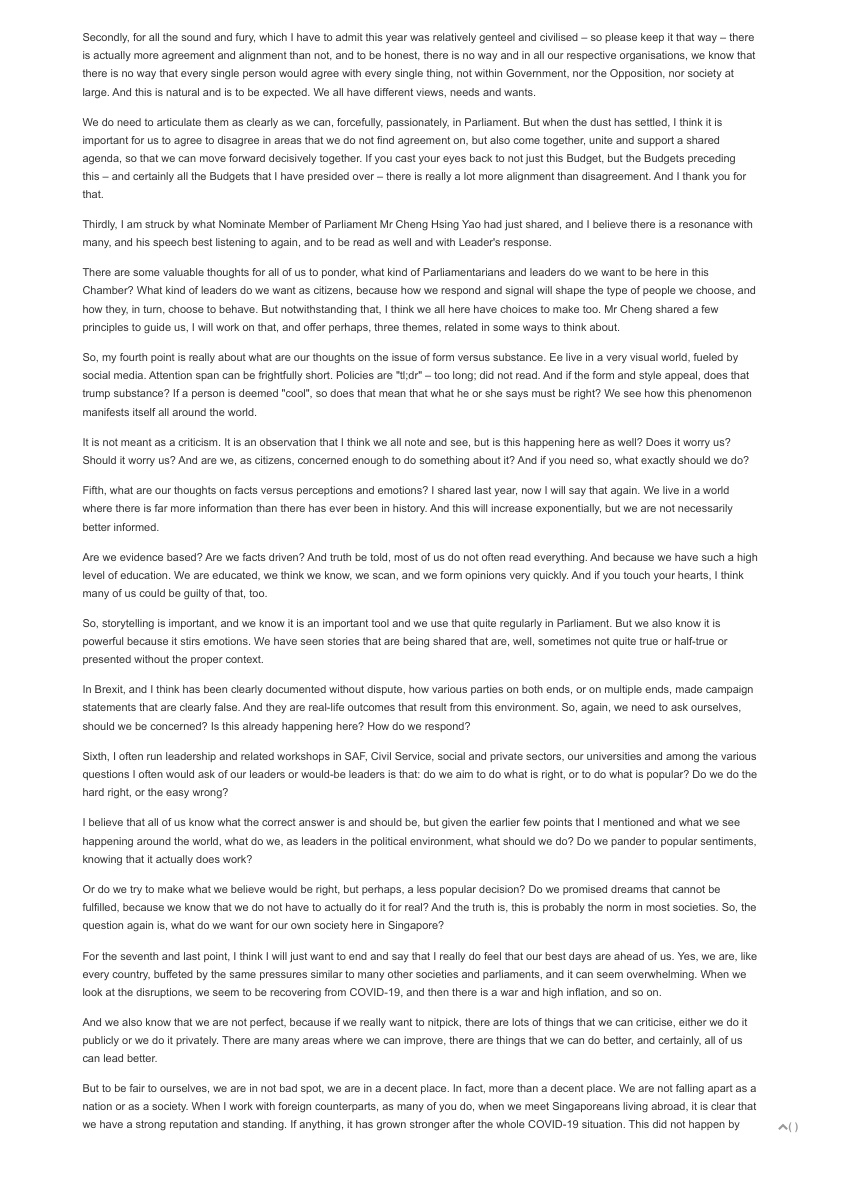 Secondly, for all the sound and fury, which I have to admit this year was relatively genteel and civilised – so please keep it that way – there
is actually more agreement and alignment than not, and to be honest, there is no way and in all our respective organisations, we know that
there is no way that every single person would agree with every single thing, not within Government, nor the Opposition, nor society at
large. And this is natural and is to be expected. We all have different views, needs and wants.
We do need to articulate them as clearly as we can, forcefully, passionately, in Parliament. But when the dust has settled, I think it is
important for us to agree to disagree in areas that we do not find agreement on, but also come together, unite and support a shared
agenda, so that we can move forward decisively together. If you cast your eyes back to not just this Budget, but the Budgets preceding
this – and certainly all the Budgets that I have presided over – there is really a lot more alignment than disagreement. And I thank you for
that.
Thirdly, I am struck by what Nominate Member of Parliament Mr Cheng Hsing Yao had just shared, and I believe there is a resonance with
many, and his speech best listening to again, and to be read as well and with Leader's response.
There are some valuable thoughts for all of us to ponder, what kind of Parliamentarians and leaders do we want to be here in this
Chamber? What kind of leaders do we want as citizens, because how we respond and signal will shape the type of people we choose, and
how they, in turn, choose to behave. But notwithstanding that, I think we all here have choices to make too. Mr Cheng shared a few
principles to guide us, I will work on that, and offer perhaps, three themes, related in some ways to think about.
So, my fourth point is really about what are our thoughts on the issue of form versus substance. Ee live in a very visual world, fueled by
social media. Attention span can be frightfully short. Policies are "tl;dr" – too long; did not read. And if the form and style appeal, does that
trump substance? If a person is deemed "cool", so does that mean that what he or she says must be right? We see how this phenomenon
manifests itself all around the world.
It is not meant as a criticism. It is an observation that I think we all note and see, but is this happening here as well? Does it worry us?
Should it worry us? And are we, as citizens, concerned enough to do something about it? And if you need so, what exactly should we do?
Fifth, what are our thoughts on facts versus perceptions and emotions? I shared last year, now I will say that again. We live in a world
where there is far more information than there has ever been in history. And this will increase exponentially, but we are not necessarily
better informed.
Are we evidence based? Are we facts driven? And truth be told, most of us do not often read everything. And because we have such a high
level of education. We are educated, we think we know, we scan, and we form opinions very quickly. And if you touch your hearts, I think
many of us could be guilty of that, too.
So, storytelling is important, and we know it is an important tool and we use that quite regularly in Parliament. But we also know it is
powerful because it stirs emotions. We have seen stories that are being shared that are, well, sometimes not quite true or half-true or
presented without the proper context.
In Brexit, and I think has been clearly documented without dispute, how various parties on both ends, or on multiple ends, made campaign
statements that are clearly false. And they are real-life outcomes that result from this environment. So, again, we need to ask ourselves,
should we be concerned? Is this already happening here? How do we respond?
Sixth, I often run leadership and related workshops in SAF, Civil Service, social and private sectors, our universities and among the various
questions I often would ask of our leaders or would-be leaders is that: do we aim to do what is right, or to do what is popular? Do we do the
hard right, or the easy wrong?
I believe that all of us know what the correct answer is and should be, but given the earlier few points that I mentioned and what we see
happening around the world, what do we, as leaders in the political environment, what should we do? Do we pander to popular sentiments,
knowing that it actually does work?
Or do we try to make what we believe would be right, but perhaps, a less popular decision? Do we promised dreams that cannot be
fulfilled, because we know that we do not have to actually do it for real? And the truth is, this is probably the norm in most societies. So, the
question again is, what do we want for our own society here in Singapore?
For the seventh and last point, I think I will just want to end and say that I really do feel that our best days are ahead of us. Yes, we are, like
every country, buffeted by the same pressures similar to many other societies and parliaments, and it can seem overwhelming. When we
look at the disruptions, we seem to be recovering from COVID-19, and then there is a war and high inflation, and so on.
And we also know that we are not perfect, because if we really want to nitpick, there are lots of things that we can criticise, either we do it
publicly or we do it privately. There are many areas where we can improve, there are things that we can do better, and certainly, all of us
can lead better.
But to be fair to ourselves, we are in not bad spot, we are in a decent place. In fact, more than a decent place. We are not falling apart as a
nation or as a society. When I work with foreign counterparts, as many of you do, when we meet Singaporeans living abroad, it is clear that
we have a strong reputation and standing. If anything, it has grown stronger after the whole COVID-19 situation. This did not happen by
( )